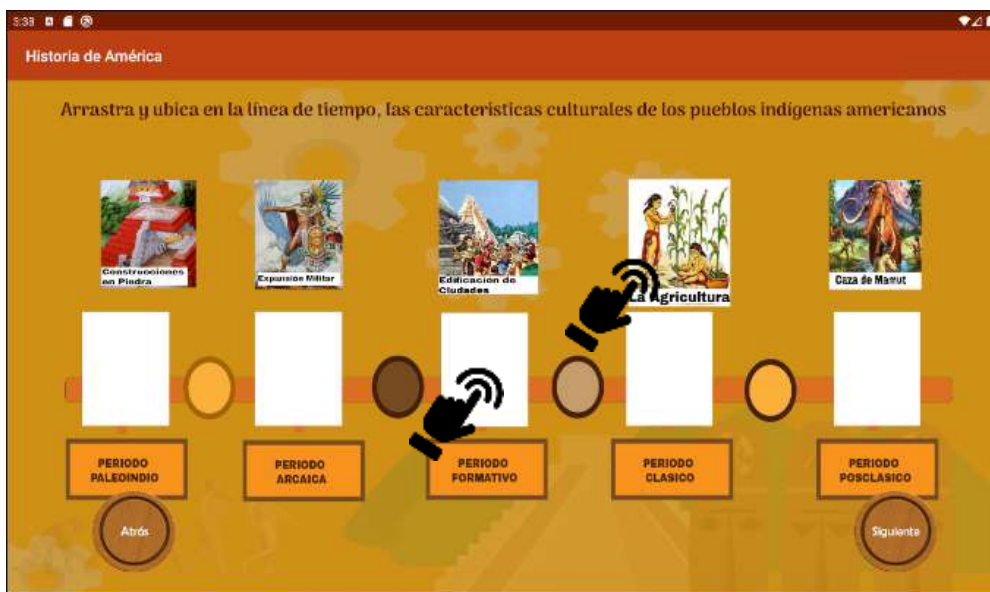 3:38
Historia de América
Arrastra y ubica en la línea de tiempo, las caracteristicas culturales de los pueblos indígenas americanos
Construcciones
en Piedra
Expansión Militar
Edificación de
Ciudades
La Agricultura
Caza de Mamut
PERIODO
PALEOINDIO
PERIODO
ARCAICA
PERIODO
FORMATIVO
PERIODO
CLASICO
PERIODO
POSCLASICO
Atrás
Siguiente